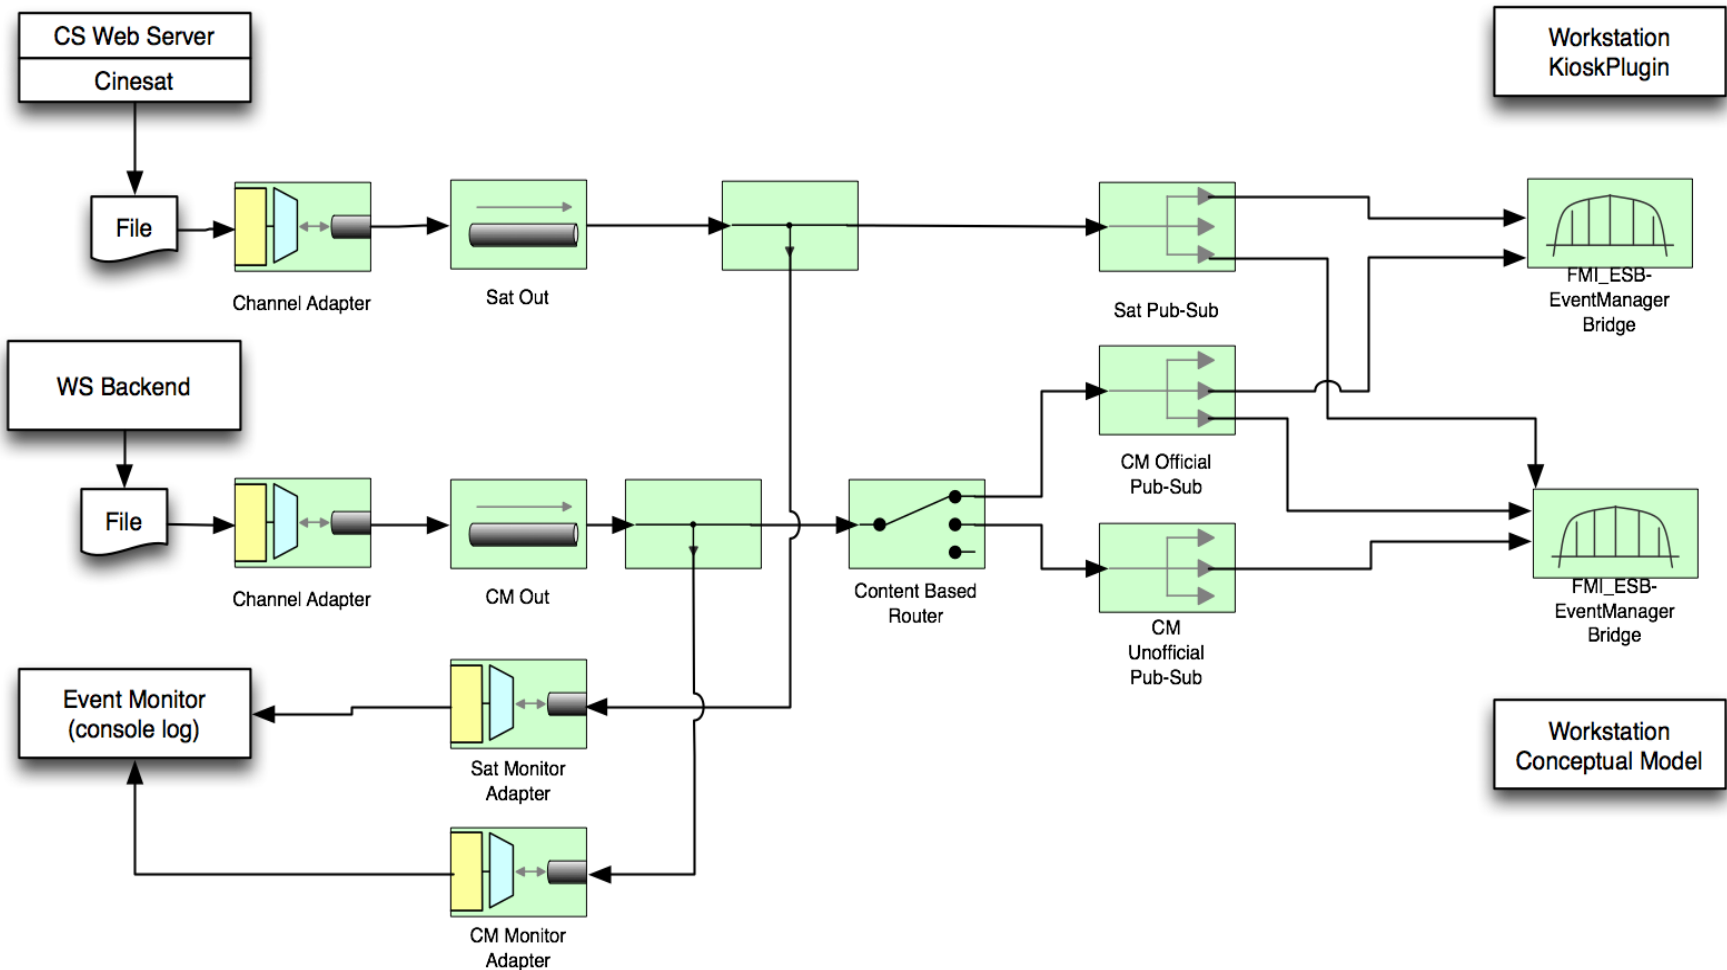 CS Web Server
Cinesat
Workstation
KioskPlugin
File
Channel Adapter
Sat Out
Sat Pub-Sub
FMI_ESB-
EventManager
Bridge
WS Backend
File
Channel Adapter
CM Out
Content Based
Router
CM Official
Pub-Sub
CM
Unofficial
Pub-Sub
FMI_ESB-
EventManager
Bridge
Event Monitor
(console log)
Sat Monitor
Adapter
Workstation
Conceptual Model
CM Monitor
Adapter